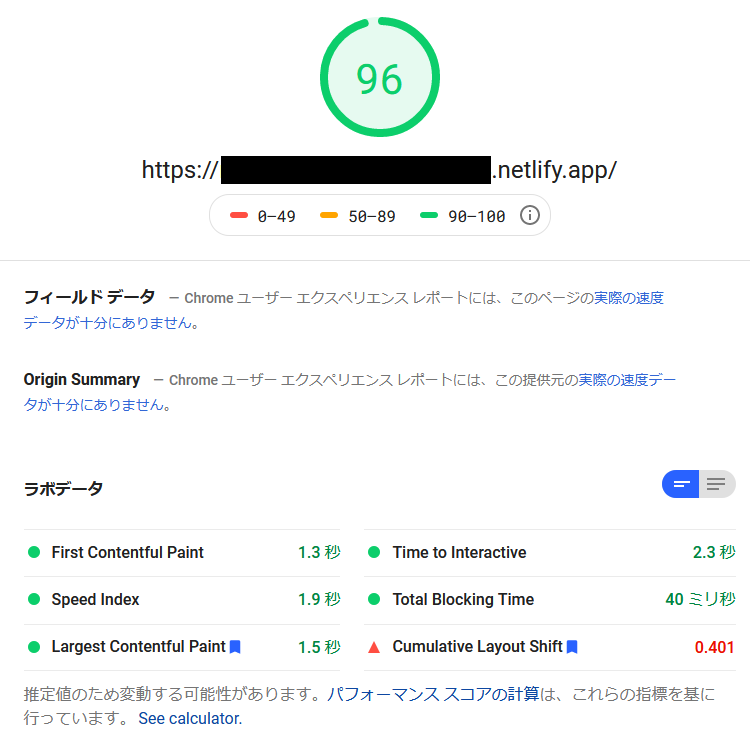 96
https://.netlify.app/
0–49 50–89 90–100
フィールド データ — Chrome ユーザー エクスペリエンス レポートには、このページの実際の速度
データが十分にありません。
Origin Summary — Chrome ユーザー エクスペリエンス レポートには、この提供元の実際の速度デー
タが十分にありません。
ラボデータ
First Contentful Paint 1.3 秒
Time to Interactive 2.3 秒
Speed Index 1.9 秒
Total Blocking Time 40 ミリ秒
Largest Contentful Paint 1.5 秒
Cumulative Layout Shift 0.401
推定値のため変動する可能性があります。パフォーマンス スコアの計算は、これらの指標を基に
行っています。 See calculator.